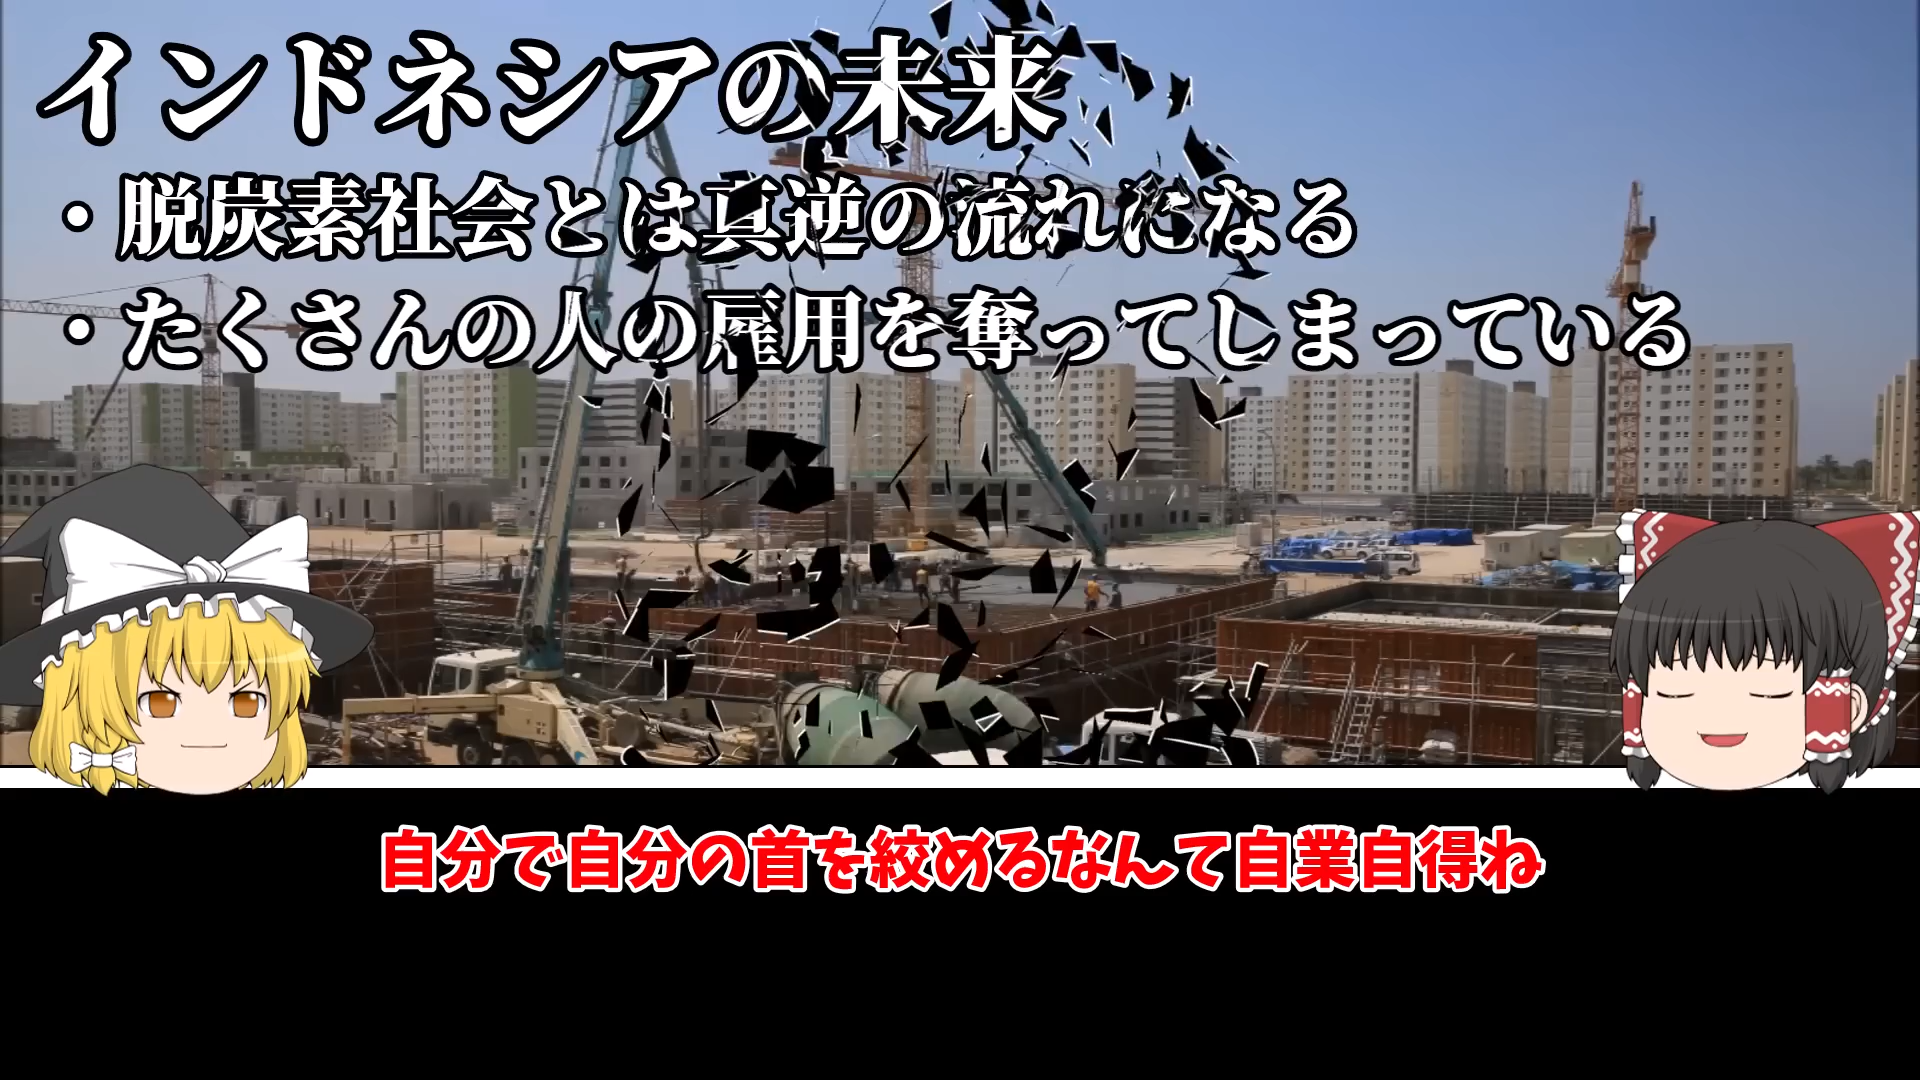 インドネシアの未来
・脱炭素社会とは真逆の流れになる
・たくさんの人の雇用を奪ってしまっている
自分で自分の首を絞めるなんて自業自得ね